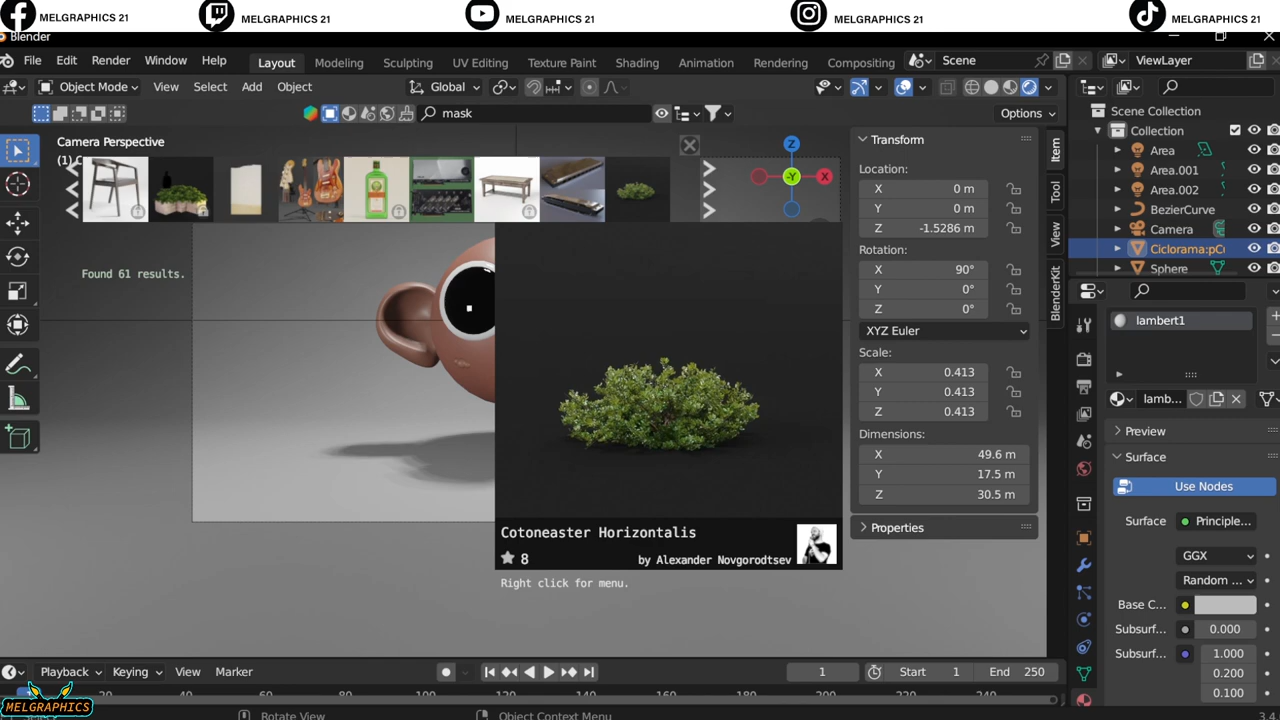 MELGRAPHICS 21 MELGRAPHICS 21 MELGRAPHICS 21 MELGRAPHICS 21 MELGRAPHICS 21
Blender
File Edit Render Window Help Layout Modeling Sculpting UV Editing Texture Paint Shading Animation Rendering Compositing Scene ViewLayer
Object Mode View Select Add Object Global
mask Options
Scene Collection
Collection
Area
Area.001
Area.002
BezierCurve
Camera
Ciclorama:pCu
Sphere
Camera Perspective
(1) C
Found 61 results.
Z
Y
X
Transform
Location:
X 0 m
Y 0 m
Z -1.5286 m
Rotation:
X 90°
Y 0°
Z 0°
XYZ Euler
Scale:
X 0.413
Y 0.413
Z 0.413
Dimensions:
X 49.6 m
Y 17.5 m
Z 30.5 m
Properties
Item
Tool
View
BlenderKit
Cotoneaster Horizontalis
8 by Alexander Novgorodtsev
Right click for menu.
lambert1
lamb...
Preview
Surface
Use Nodes
Surface Principle...
GGX
Random ...
Base C...
Subsurf... 0.000
Subsurf... 1.000
0.200
0.100
Playback Keying View Marker 1 Start 1 End 250
20 40 60 80 100 120 140 160 180 200 220 240
MELGRAPHICS
Rotate View Object Context Menu 3.4